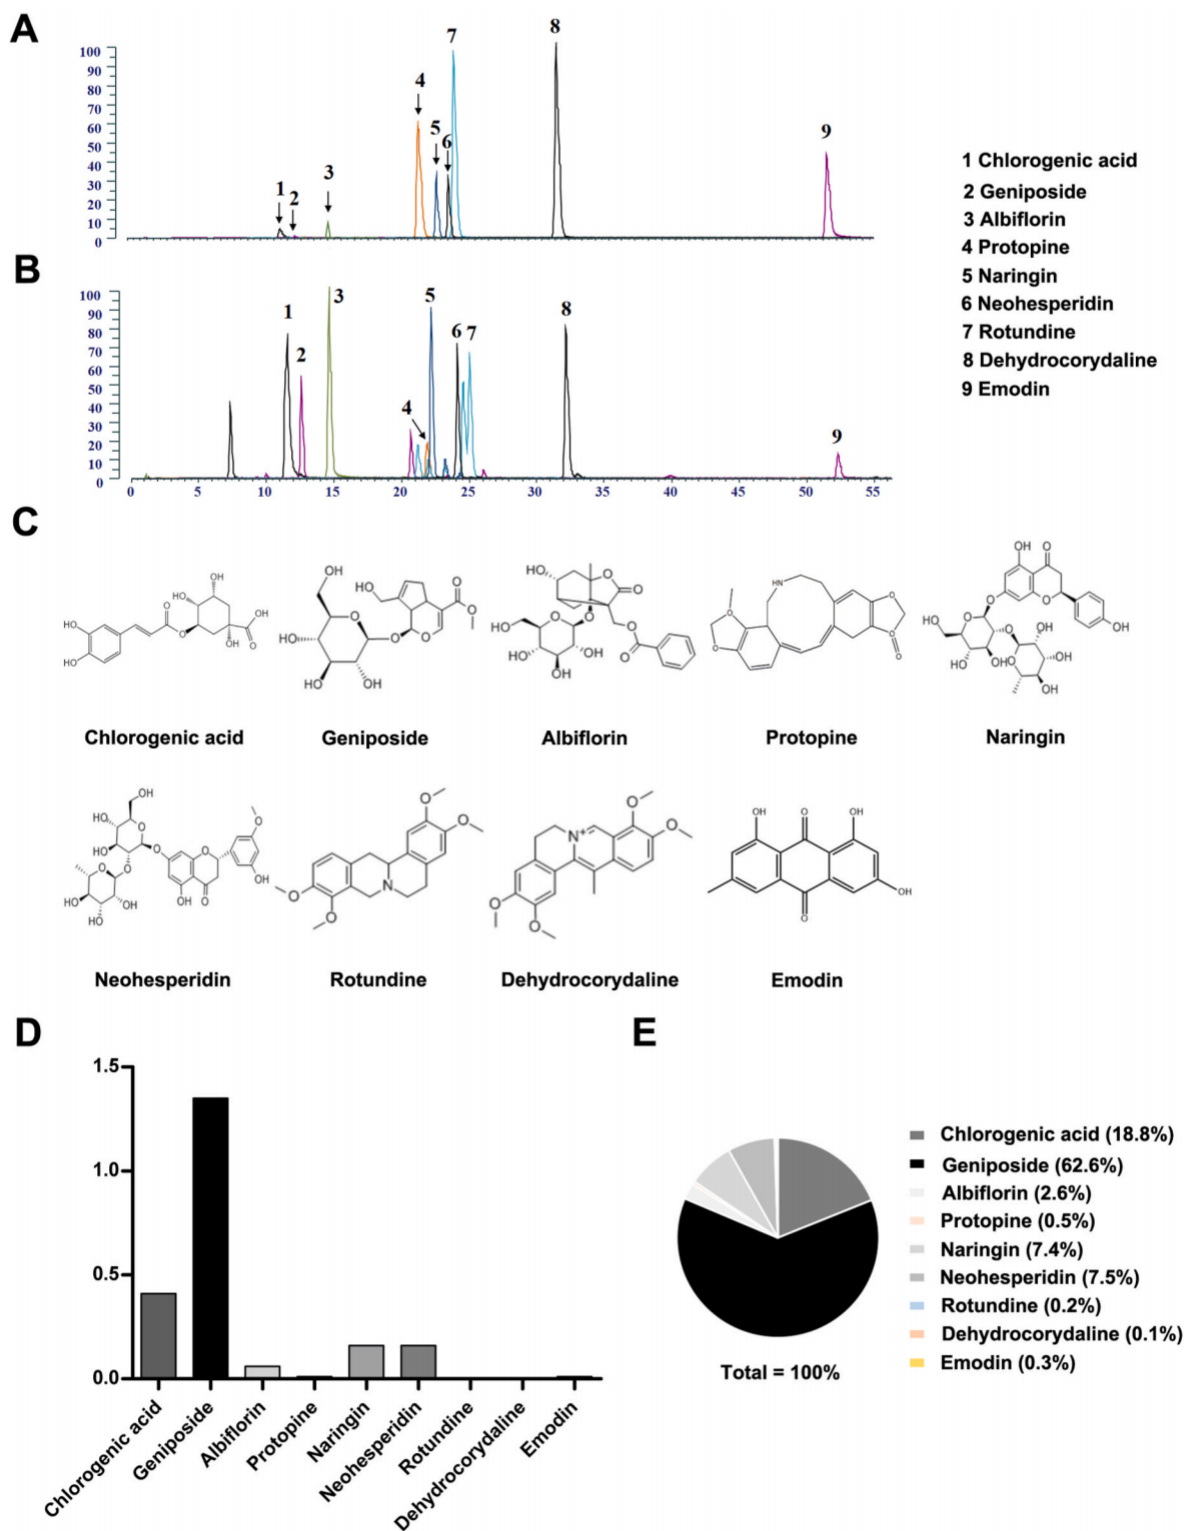 A
100
90
80
70
60
50
40
30
20
10
0
1
2
3
4
5
6
7
8
9
1 Chlorogenic acid
2 Geniposide
3 Albiflorin
4 Protopine
5 Naringin
6 Neohesperidin
7 Rotundine
8 Dehydrocorydaline
9 Emodin
B
100
90
80
70
60
50
40
30
20
10
0
1
2
3
4
5
6
7
8
9
0 5 10 15 20 25 30 35 40 45 50 55
C
Chlorogenic acid
Geniposide
Albiflorin
Protopine
Naringin
Neohesperidin
Rotundine
Dehydrocorydaline
Emodin
D
1.5
1.0
0.5
0.0
Chlorogenic acid
Geniposide
Albiflorin
Protopine
Naringin
Neohesperidin
Rotundine
Dehydrocorydaline
Emodin
E
Chlorogenic acid (18.8%)
Geniposide (62.6%)
Albiflorin (2.6%)
Protopine (0.5%)
Naringin (7.4%)
Neohesperidin (7.5%)
Rotundine (0.2%)
Dehydrocorydaline (0.1%)
Emodin (0.3%)
Total = 100%